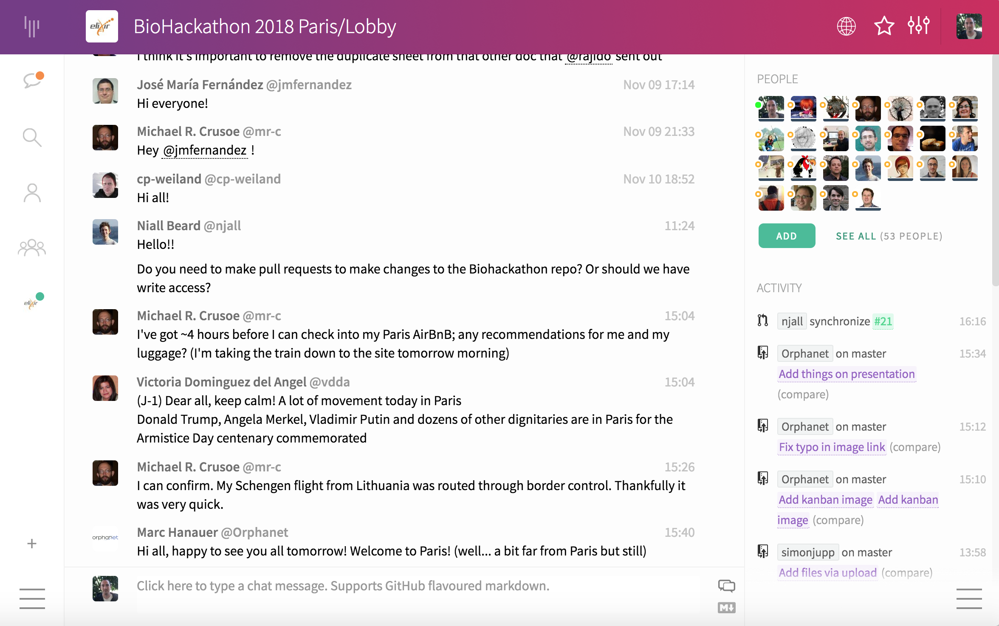 elixir
BioHackathon 2018 Paris/Lobby
I think it's important to remove the duplicate sheet from that other doc that @rajido sent out
José María Fernández @jmfernandez Nov 09 17:14
Hi everyone!
Michael R. Crusoe @mr-c Nov 09 21:33
Hey @jmfernandez !
cp-weiland @cp-weiland Nov 10 18:52
Hi all!
Niall Beard @njall 11:24
Hello!!
Do you need to make pull requests to make changes to the Biohackathon repo? Or should we have
write access?
Michael R. Crusoe @mr-c 15:04
I've got ~4 hours before I can check into my Paris AirBnB; any recommendations for me and my
luggage? (I'm taking the train down to the site tomorrow morning)
Victoria Dominguez del Angel @vdda 15:04
(J-1) Dear all, keep calm! A lot of movement today in Paris
Donald Trump, Angela Merkel, Vladimir Putin and dozens of other dignitaries are in Paris for the
Armistice Day centenary commemorated
Michael R. Crusoe @mr-c 15:26
I can confirm. My Schengen flight from Lithuania was routed through border control. Thankfully it
was very quick.
orphanet
Marc Hanauer @Orphanet 15:40
Hi all, happy to see you all tomorrow! Welcome to Paris! (well... a bit far from Paris but still)
Click here to type a chat message. Supports GitHub flavoured markdown.
M
elixir
+
PEOPLE
ADD
SEE ALL (53 PEOPLE)
ACTIVITY
njall synchronize #21 16:16
Orphanet on master 15:34
Add things on presentation
(compare)
Orphanet on master 15:12
Fix typo in image link (compare)
Orphanet on master 15:10
Add kanban image Add kanban
image (compare)
simonjupp on master 13:58
Add files via upload (compare)